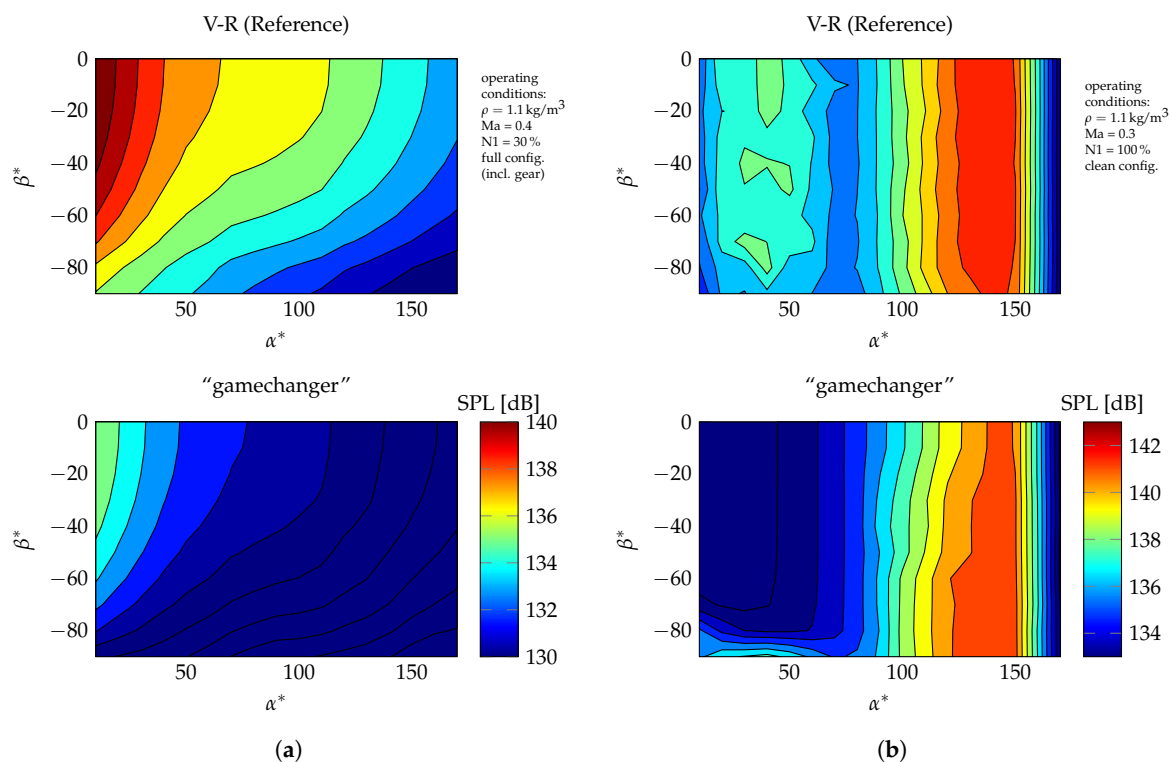 V-R (Reference)
0
−20
−40
−60
−80
β*
50
100
150
α*
operating
conditions:
ρ = 1.1 kg/m³
Ma = 0.4
N1 = 30 %
full config.
(incl. gear)
V-R (Reference)
0
−20
−40
−60
−80
β*
50
100
150
α*
operating
conditions:
ρ = 1.1 kg/m³
Ma = 0.3
N1 = 100 %
clean config.
“gamechanger”
0
−20
−40
−60
−80
β*
50
100
150
α*
SPL [dB]
140
138
136
134
132
130
“gamechanger”
0
−20
−40
−60
−80
β*
50
100
150
α*
SPL [dB]
142
140
138
136
134
(a)
(b)